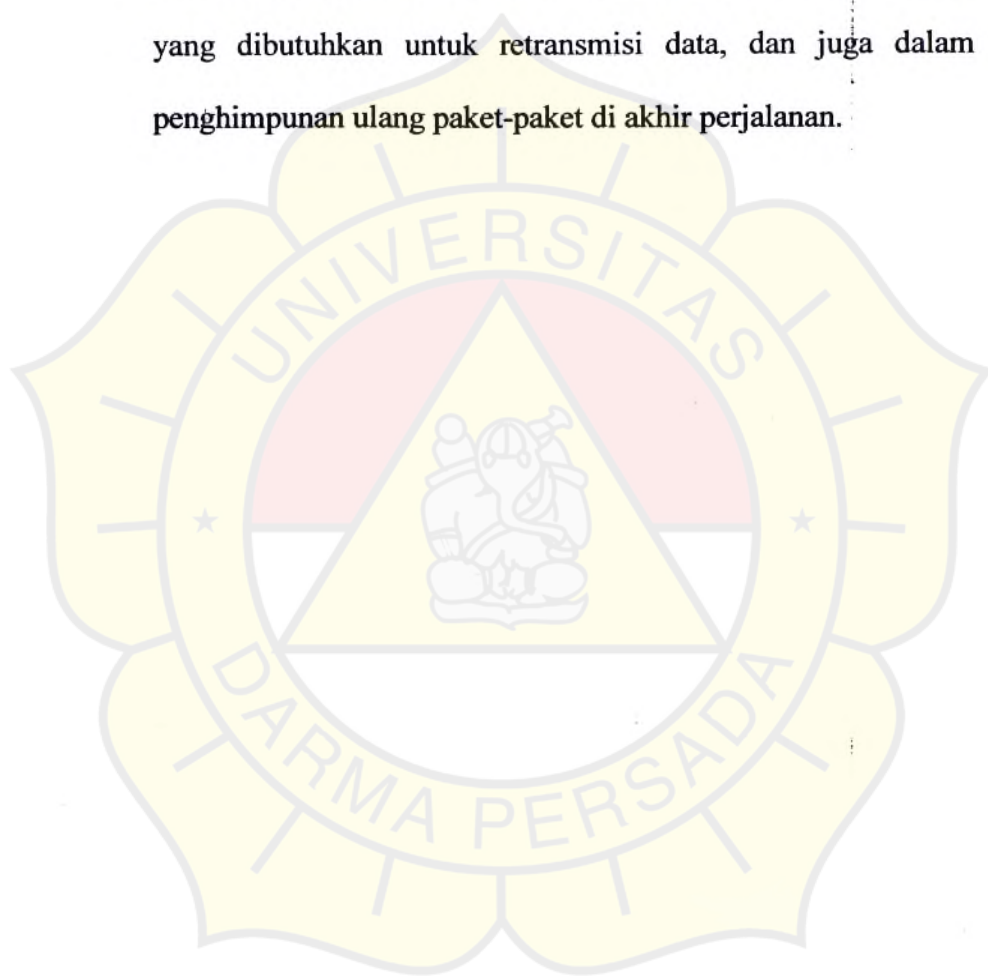 yang dibutuhkan untuk retransmisi data, dan juga dalam
penghimpunan ulang paket-paket di akhir perjalanan.
UNIVERSITAS
DARMA PERSADA